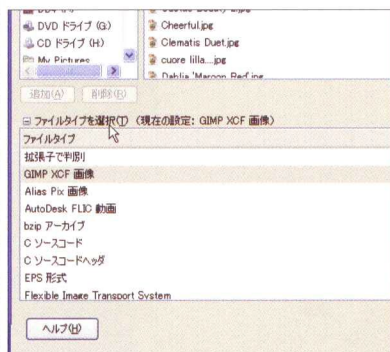 DVD ドライブ (G:)
CD ドライブ (H:)
My Pictures
Cheerful.jpg
Clematis Duet.jpg
cuore lilla....jpg
Dahlia 'Maroon Red'.jpg
追加(A) 削除(R)
ファイルタイプを選択(T) (現在の設定: GIMP XCF 画像)
ファイルタイプ
拡張子で判別
GIMP XCF 画像
Alias Pix 画像
AutoDesk FLIC 動画
bzip アーカイブ
C ソースコード
C ソースコードヘッダ
EPS 形式
Flexible Image Transport System
ヘルプ(H)